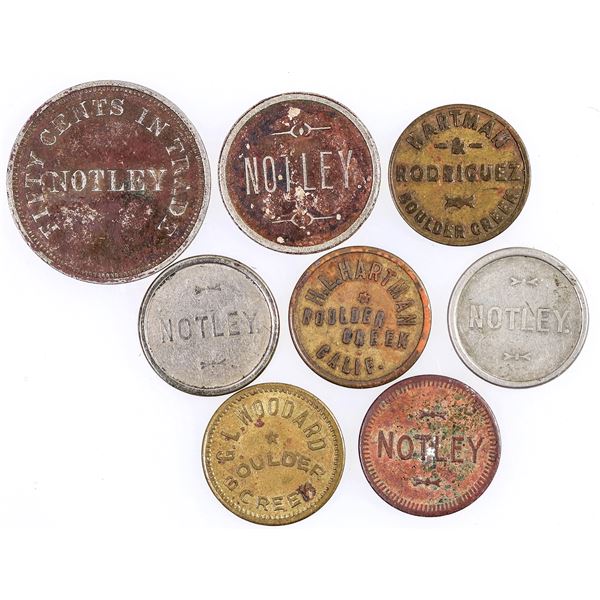 FIFTY CENTS IN TRADE
NOTLEY
NOTLEY
HARTMAN
&
RODRIGUEZ
BOULDER CREEK
NOTLEY.
H.L. HARTMAN
BOULDER
CREEK
CALIF.
NOTLEY.
G.L. WOODARD
BOULDER
CREEK
NOTLEY